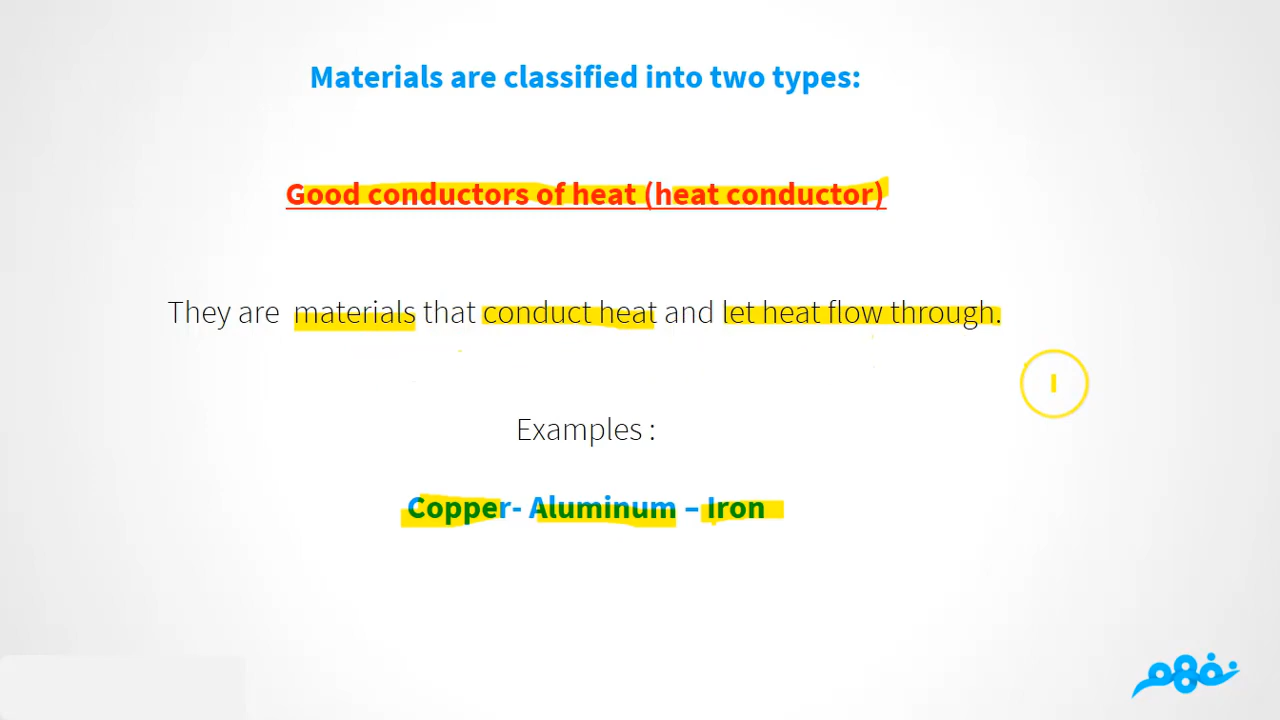 Materials are classified into two types:
Good conductors of heat (heat conductor)
They are materials that conduct heat and let heat flow through.
Examples :
Copper- Aluminum – Iron
نفهم